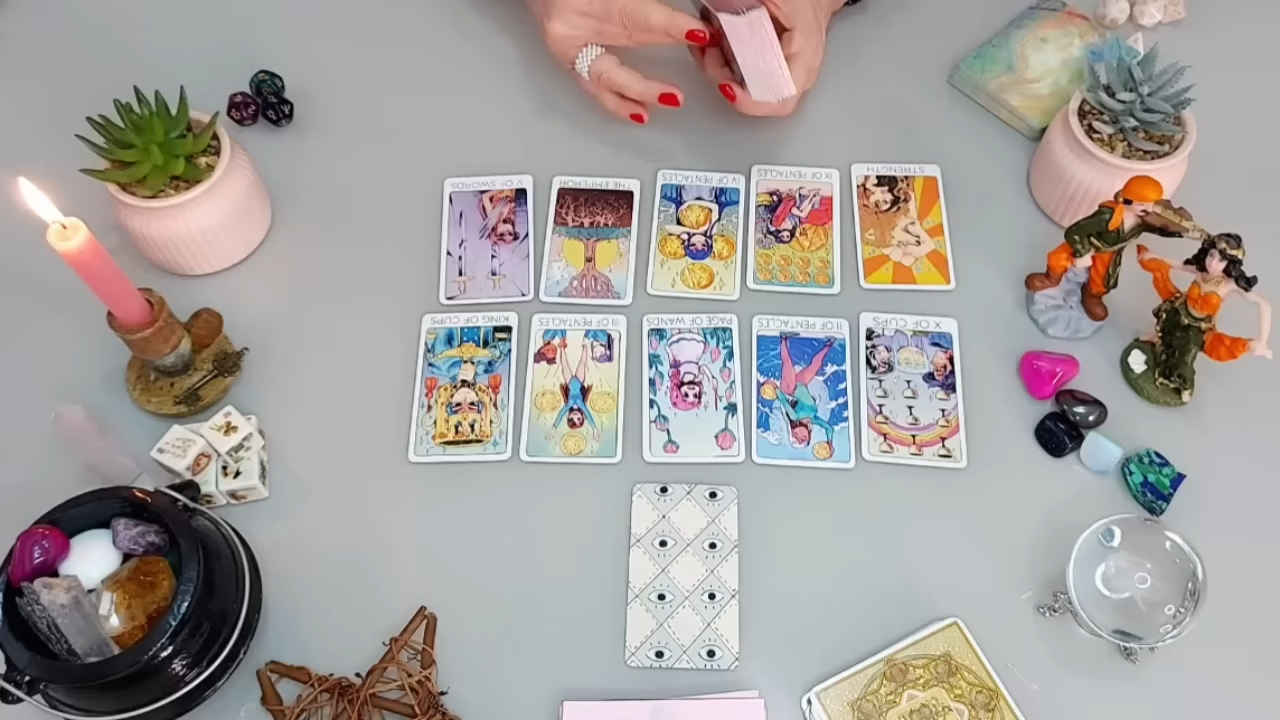 V OF SWORDS
THE EMPEROR
IV OF PENTACLES
IX OF PENTACLES
STRENGTH
KING OF CUPS
III OF PENTACLES
PAGE OF WANDS
II OF PENTACLES
X OF CUPS